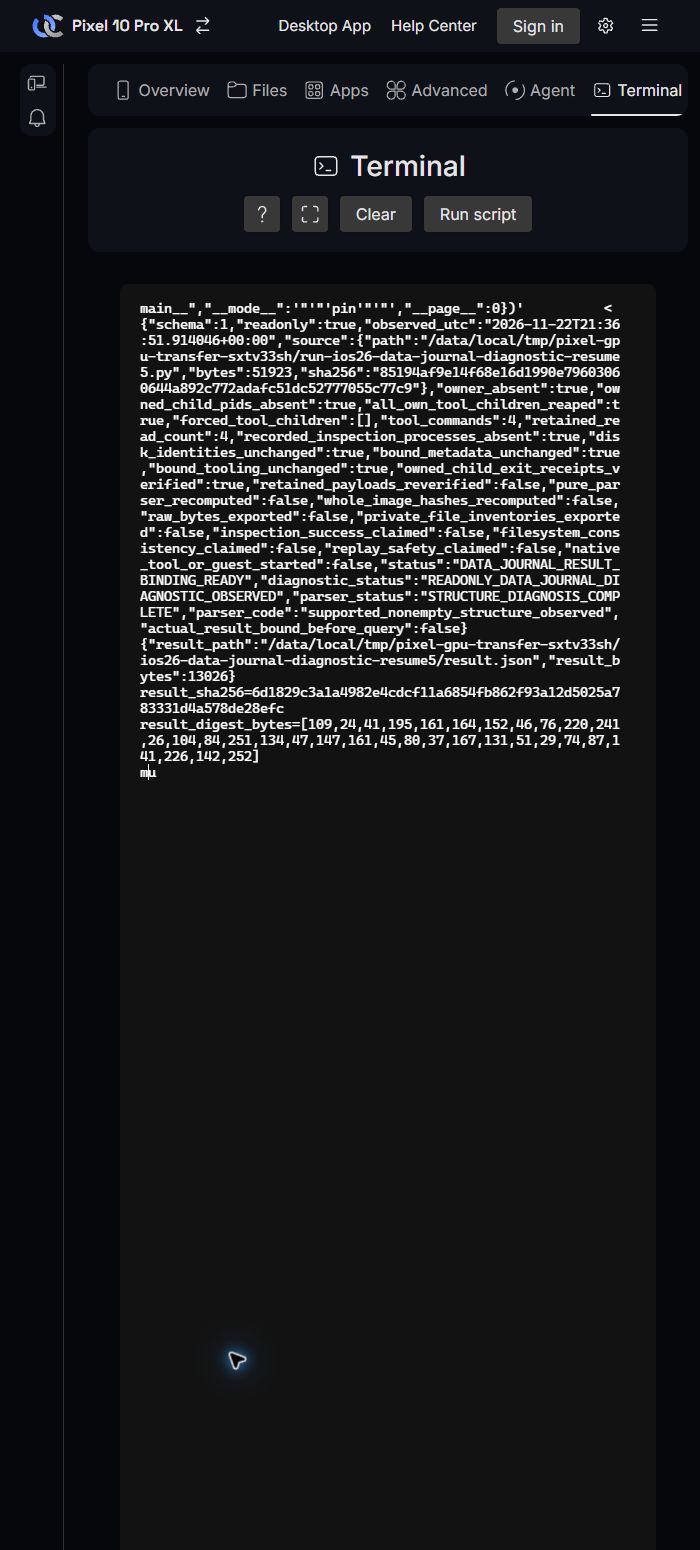 Pixel 10 Pro XL
Desktop App
Help Center
Sign in
Overview
Files
Apps
Advanced
Agent
Terminal
Terminal
?
Clear
Run script
main__","__mode__":'"'"'pin'"'"',"__page__":0})' <
{"schema":1,"readonly":true,"observed_utc":"2026-11-22T21:36
:51.914046+00:00","source":{"path":"/data/local/tmp/pixel-gp
u-transfer-sxtv33sh/run-ios26-data-journal-diagnostic-resume
5.py","bytes":51923,"sha256":"85194af9e14f68e16d1990e7960306
0644a892c772adafc51dc52777055c77c9"},"owner_absent":true,"ow
ned_child_pids_absent":true,"all_own_tool_children_reaped":t
rue,"forced_tool_children":[],"tool_commands":4,"retained_re
ad_count":4,"recorded_inspection_processes_absent":true,"dis
k_identities_unchanged":true,"bound_metadata_unchanged":true
,"bound_tooling_unchanged":true,"owned_child_exit_receipts_v
erified":true,"retained_payloads_reverified":false,"pure_par
ser_recomputed":false,"whole_image_hashes_recomputed":false,
"raw_bytes_exported":false,"private_file_inventories_exporte
d":false,"inspection_success_claimed":false,"filesystem_cons
istency_claimed":false,"replay_safety_claimed":false,"native
_tool_or_guest_started":false,"status":"DATA_JOURNAL_RESULT_
BINDING_READY","diagnostic_status":"READONLY_DATA_JOURNAL_DI
AGNOSTIC_OBSERVED","parser_status":"STRUCTURE_DIAGNOSIS_COMP
LETE","parser_code":"supported_nonempty_structure_observed",
"actual_result_bound_before_query":false}
{"result_path":"/data/local/tmp/pixel-gpu-transfer-sxtv33sh/
ios26-data-journal-diagnostic-resume5/result.json","result_b
ytes":13026}
result_sha256=6d1829c3a1a4982e4cdcf11a6854fb862f93a12d5025a7
83331d4a578de28efc
result_digest_bytes=[109,24,41,195,161,164,152,46,76,220,241
,26,104,84,251,134,47,147,161,45,80,37,167,131,51,29,74,87,1
41,226,142,252]
mu